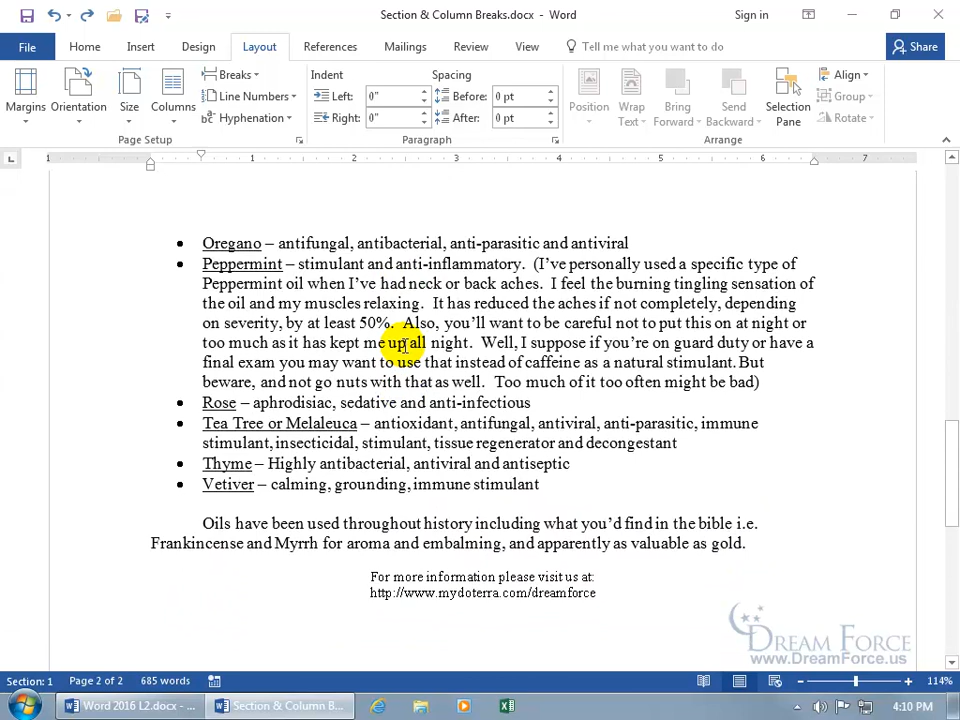 Section & Column Breaks.docx - Word
Sign in
File Home Insert Design Layout References Mailings Review View Tell me what you want to do Share
Margins
Orientation
Size
Columns
Breaks
Line Numbers
Hyphenation
Page Setup
Indent
Left: 0"
Right: 0"
Spacing
Before: 0 pt
After: 0 pt
Paragraph
Position
Wrap Text
Bring Forward
Send Backward
Selection Pane
Align
Group
Rotate
Arrange
1 1 2 3 4 5 6 7
• Oregano – antifungal, antibacterial, anti-parasitic and antiviral
• Peppermint – stimulant and anti-inflammatory. (I've personally used a specific type of
Peppermint oil when I've had neck or back aches. I feel the burning tingling sensation of
the oil and my muscles relaxing. It has reduced the aches if not completely, depending
on severity, by at least 50%. Also, you'll want to be careful not to put this on at night or
too much as it has kept me up all night. Well, I suppose if you're on guard duty or have a
final exam you may want to use that instead of caffeine as a natural stimulant. But
beware, and not go nuts with that as well. Too much of it too often might be bad)
• Rose – aphrodisiac, sedative and anti-infectious
• Tea Tree or Melaleuca – antioxidant, antifungal, antiviral, anti-parasitic, immune
stimulant, insecticidal, stimulant, tissue regenerator and decongestant
• Thyme – Highly antibacterial, antiviral and antiseptic
• Vetiver – calming, grounding, immune stimulant
Oils have been used throughout history including what you'd find in the bible i.e.
Frankincense and Myrrh for aroma and embalming, and apparently as valuable as gold.
For more information please visit us at:
http://www.mydoterra.com/dreamforce
DREAM FORCE
www.DreamForce.us
Section: 1 Page 2 of 2 685 words 114%
Word 2016 L2.docx - ...
Section & Column B...
4:10 PM